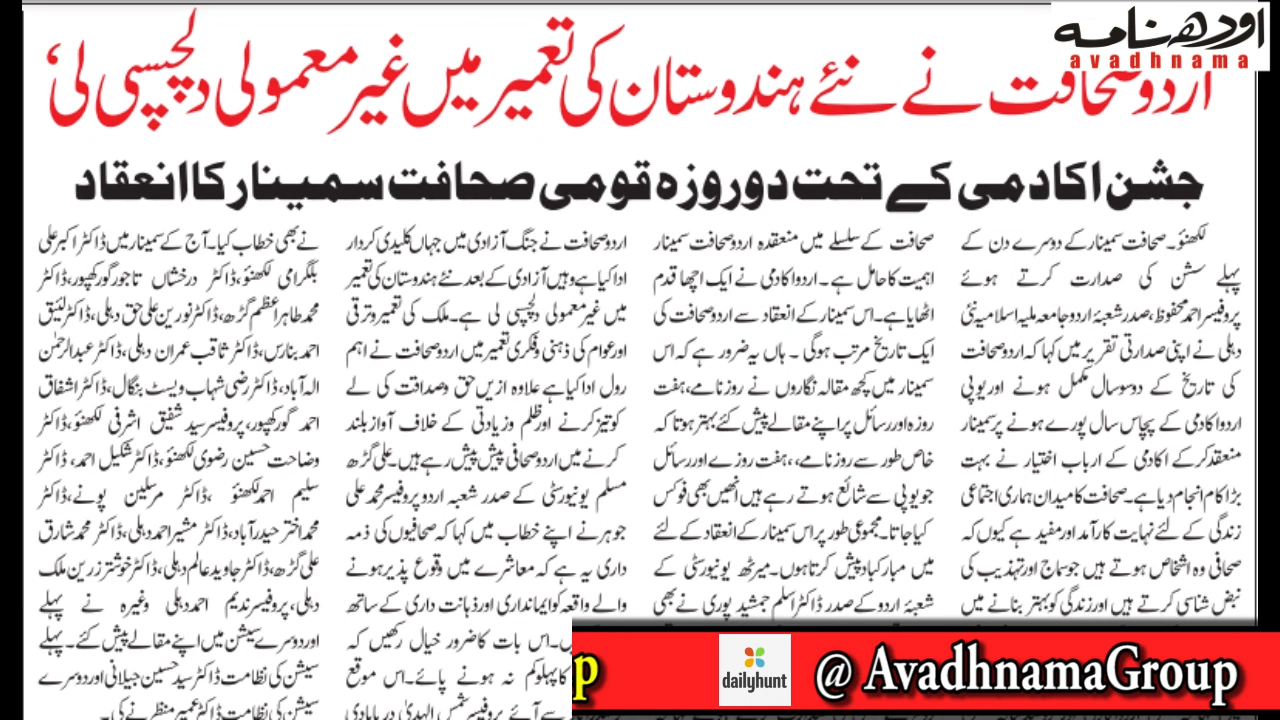 اودھ نامہ
avadhnama
اردو صحافت نے نئے ہندوستان کی تعمیر میں غیر معمولی دلچسپی لی‘
جشن اکادمی کے تحت دو روزہ قومی صحافت سمینار کا انعقاد
لکھنؤ۔ صحافت سمینار کے دوسرے دن کے
پہلے سشن کی صدارت کرتے ہوئے
پروفیسر احمد محفوظ، صدر شعبۂ اردو جامعہ ملیہ اسلامیہ نئی
دہلی نے اپنی صدارتی تقریر میں کہا کہ اردو صحافت
کی تاریخ کے دو سو سال مکمل ہونے اور یوپی
اردو اکادمی کے پچاس سال پورے ہونے پر سمینار
منعقد کر کے اکادمی کے ارباب اختیار نے بہت
بڑا کام انجام دیا ہے۔ صحافت کا میدان ہماری اجتماعی
زندگی کے لئے نہایت کارآمد اور مفید ہے کیوں کہ
صحافی وہ اشخاص ہوتے ہیں جو سماج اور تہذیب کی
نبض شناسی کرتے ہیں اور زندگی کو بہتر بنانے میں
صحافت کے سلسلے میں منعقدہ اردو صحافت سمینار
اہمیت کا حامل ہے۔ اردو اکادمی نے ایک اچھا قدم
اٹھایا ہے۔ اس سمینار کے انعقاد سے اردو صحافت کی
ایک تاریخ مرتب ہوگی۔ ہاں یہ ضرور ہے کہ اس
سمینار میں کچھ مقالہ نگاروں نے روزنامے، ہفت
روزہ اور رسائل پر اپنے مقالے پیش کئے بہتر ہوتا کہ
خاص طور سے روزنامے،، ہفت روزے اور رسائل
جو یوپی سے شائع ہوتے رہے ہیں انھیں بھی فوکس
کیا جاتا۔ مجموعی طور پر اس سمینار کے انعقاد کے لئے
میں مبارکباد پیش کرتا ہوں۔ میرٹھ یونیورسٹی کے
شعبۂ اردو کے صدر ڈاکٹر اسلم جمشید پوری نے بھی
اردو صحافت نے جنگ آزادی میں جہاں کلیدی کردار
ادا کیا ہے وہیں آزادی کے بعد نئے ہندوستان کی تعمیر
میں غیر معمولی دلچسپی لی ہے۔ ملک کی تعمیر و ترقی
اور عوام کی ذہنی و فکری تعمیر میں اردو صحافت نے اہم
رول ادا کیا ہے علاوہ ازیں حق و صداقت کی لے
کو تیز کرنے اور ظلم و زیادتی کے خلاف آواز بلند
کرنے میں اردو صحافی پیش پیش رہے ہیں۔ علی گڑھ
مسلم یونیورسٹی کے صدر شعبہ اردو پروفیسر محمد علی
جوہر نے اپنے خطاب میں کہا کہ صحافیوں کی ذمہ
داری یہ ہے کہ معاشرے میں وقوع پذیر ہونے
والے واقعہ کو ایمانداری اور ذہانت داری کے ساتھ
۔اس بات کا ضرور خیال رکھیں کہ
کا پہلو کم نہ ہونے پائے۔ اس موقع
سے آئے پروفیسر شمس الہدیٰ دریابادی
نے بھی خطاب کیا۔ آج کے سمینار میں ڈاکٹر اکبر علی
بلگرامی لکھنؤ، ڈاکٹر درخشاں تاجور گورکھپور، ڈاکٹر
محمد طاہر اعظم گڑھ، ڈاکٹر نورین علی حق دہلی، ڈاکٹر لئیق
احمد بنارس، ڈاکٹر ثاقب عمران دہلی، ڈاکٹر عبدالرحمٰن
الہ آباد، ڈاکٹر رضی شہاب ویسٹ بنگال، ڈاکٹر اشفاق
احمد گورکھپور، پروفیسر سید شفیق اشرفی لکھنؤ، ڈاکٹر
وضاحت حسین رضوی لکھنؤ، ڈاکٹر شکیل احمد، ڈاکٹر
سلیم احمد لکھنؤ ،ڈاکٹر مرسلین پونے، ڈاکٹر
محمد اختر حیدرآباد، ڈاکٹر مشیر احمد دہلی، ڈاکٹر محمد شارق
علی گڑھ، ڈاکٹر جاوید عالم دہلی، ڈاکٹر خوشتر زرین ملک
دہلی، پروفیسر ندیم احمد دہلی وغیرہ نے پہلے
اور دوسرے سیشن میں اپنے مقالے پیش کئے۔ پہلے
سیشن کی نظامت ڈاکٹر سید حسین جیلانی اور دوسرے
سیشن کی نظامت ڈاکٹر عمیر منظر نے کی۔
p
dailyhunt
@ AvadhnamaGroup